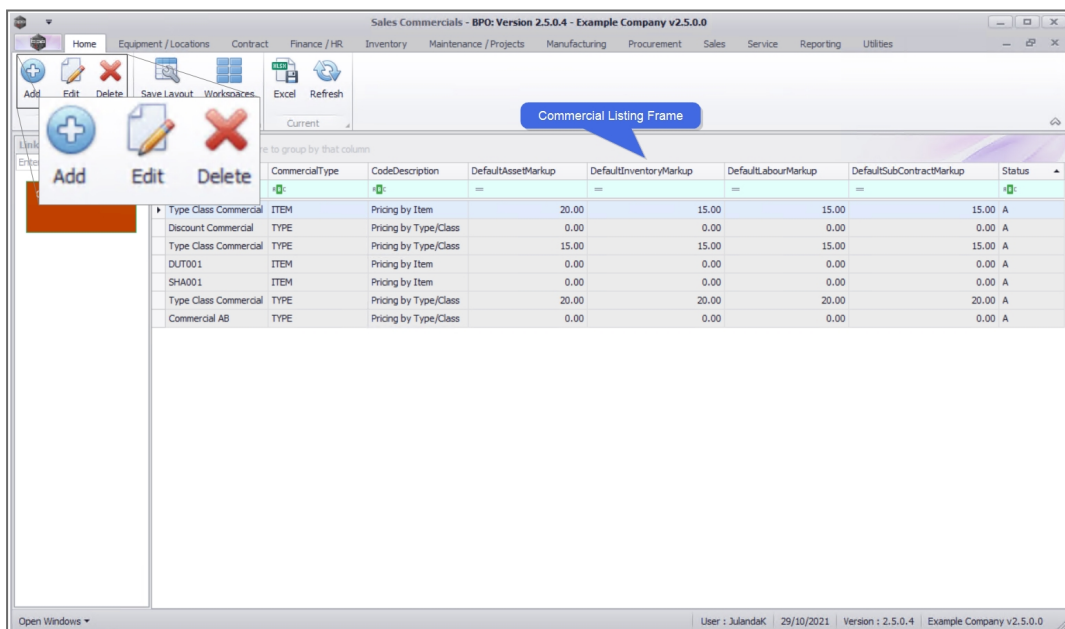 Sales Commercials - BPO: Version 2.5.0.4 - Example Company v2.5.0.0
Home Equipment / Locations Contract Finance / HR Inventory Maintenance / Projects Manufacturing Procurement Sales Service Reporting Utilities
Add Edit Delete Save Layout Workspaces Excel Refresh
Current
Add Edit Delete
Commercial Listing Frame
re to group by that column
CommercialType CodeDescription DefaultAssetMarkup DefaultInventoryMarkup DefaultLabourMarkup DefaultSubContractMarkup Status
= = = =
Type Class Commercial ITEM Pricing by Item 20.00 15.00 15.00 15.00 A
Discount Commercial TYPE Pricing by Type/Class 0.00 0.00 0.00 0.00 A
Type Class Commercial TYPE Pricing by Type/Class 15.00 15.00 15.00 15.00 A
DUT001 ITEM Pricing by Item 0.00 0.00 0.00 0.00 A
SHA001 ITEM Pricing by Item 0.00 0.00 0.00 0.00 A
Type Class Commercial TYPE Pricing by Type/Class 20.00 20.00 20.00 20.00 A
Commercial AB TYPE Pricing by Type/Class 0.00 0.00 0.00 0.00 A
Open Windows User : JulandaK 29/10/2021 Version : 2.5.0.4 Example Company v2.5.0.0